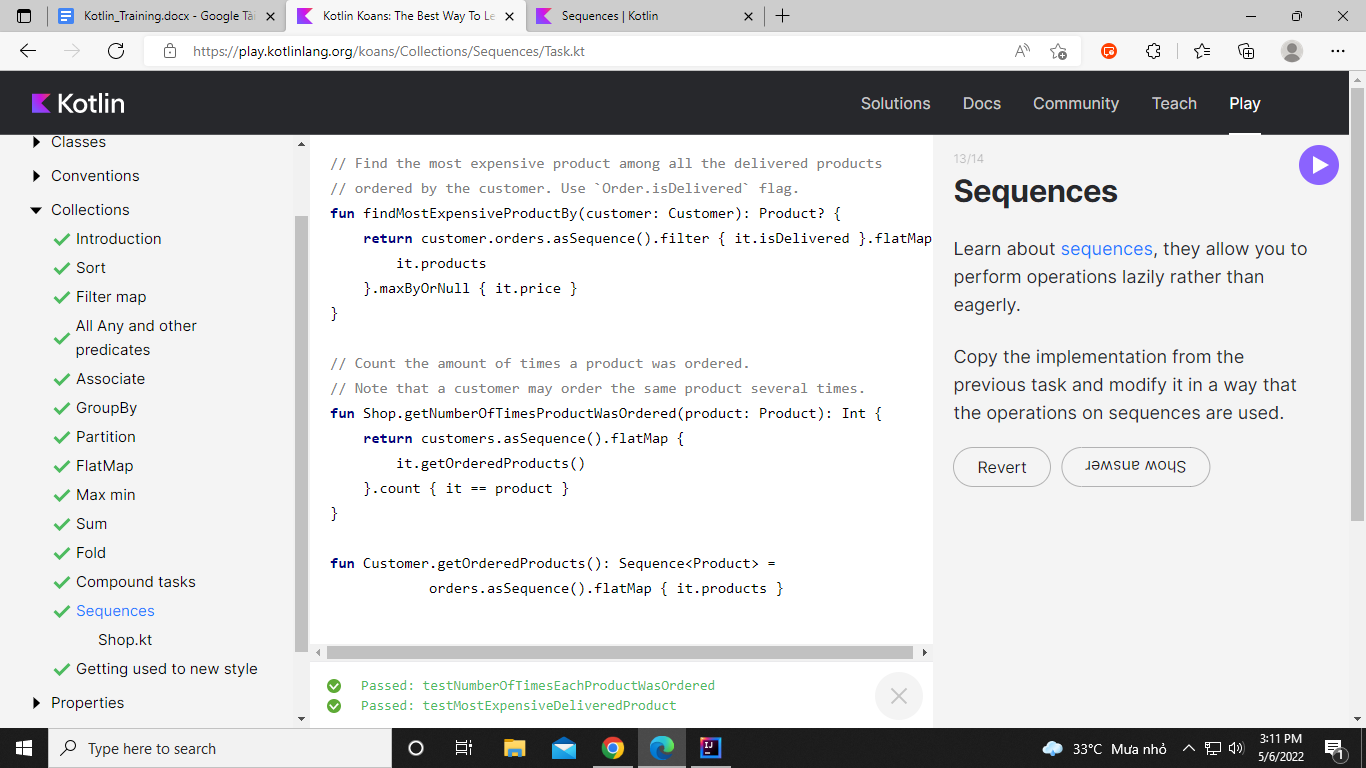 Kotlin_Training.docx - Google Tà
Kotlin Koans: The Best Way To Le
Sequences | Kotlin
https://play.kotlinlang.org/koans/Collections/Sequences/Task.kt
Kotlin
Solutions
Docs
Community
Teach
Play
Classes
Conventions
Collections
Introduction
Sort
Filter map
All Any and other
predicates
Associate
GroupBy
Partition
FlatMap
Max min
Sum
Fold
Compound tasks
Sequences
Shop.kt
Getting used to new style
Properties
// Find the most expensive product among all the delivered products
// ordered by the customer. Use `Order.isDelivered` flag.
fun findMostExpensiveProductBy(customer: Customer): Product? {
    return customer.orders.asSequence().filter { it.isDelivered }.flatMap
        it.products
    }.maxByOrNull { it.price }
}
// Count the amount of times a product was ordered.
// Note that a customer may order the same product several times.
fun Shop.getNumberOfTimesProductWasOrdered(product: Product): Int {
    return customers.asSequence().flatMap {
        it.getOrderedProducts()
    }.count { it == product }
}
fun Customer.getOrderedProducts(): Sequence<Product> =
            orders.asSequence().flatMap { it.products }
Passed: testNumberOfTimesEachProductWasOrdered
Passed: testMostExpensiveDeliveredProduct
13/14
Sequences
Learn about sequences, they allow you to
perform operations lazily rather than
eagerly.
Copy the implementation from the
previous task and modify it in a way that
the operations on sequences are used.
Revert
Show answer
Type here to search
33°C Mưa nhỏ
3:11 PM
5/6/2022
1